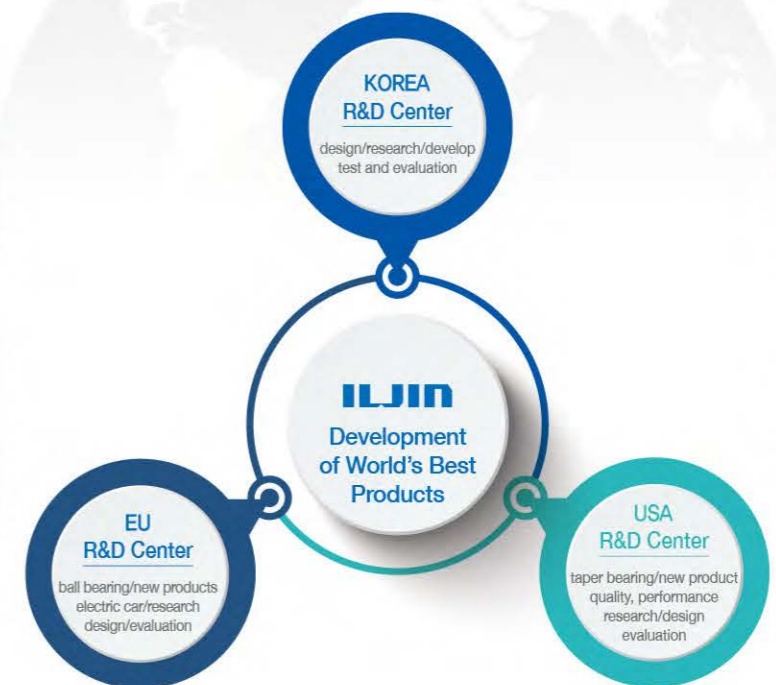 KOREA
R&D Center
design/research/develop
test and evaluation
ILJIN
Development
of World's Best
Products
EU
R&D Center
ball bearing/new products
electric car/research
design/evaluation
USA
R&D Center
taper bearing/new product
quality, performance
research/design
evaluation